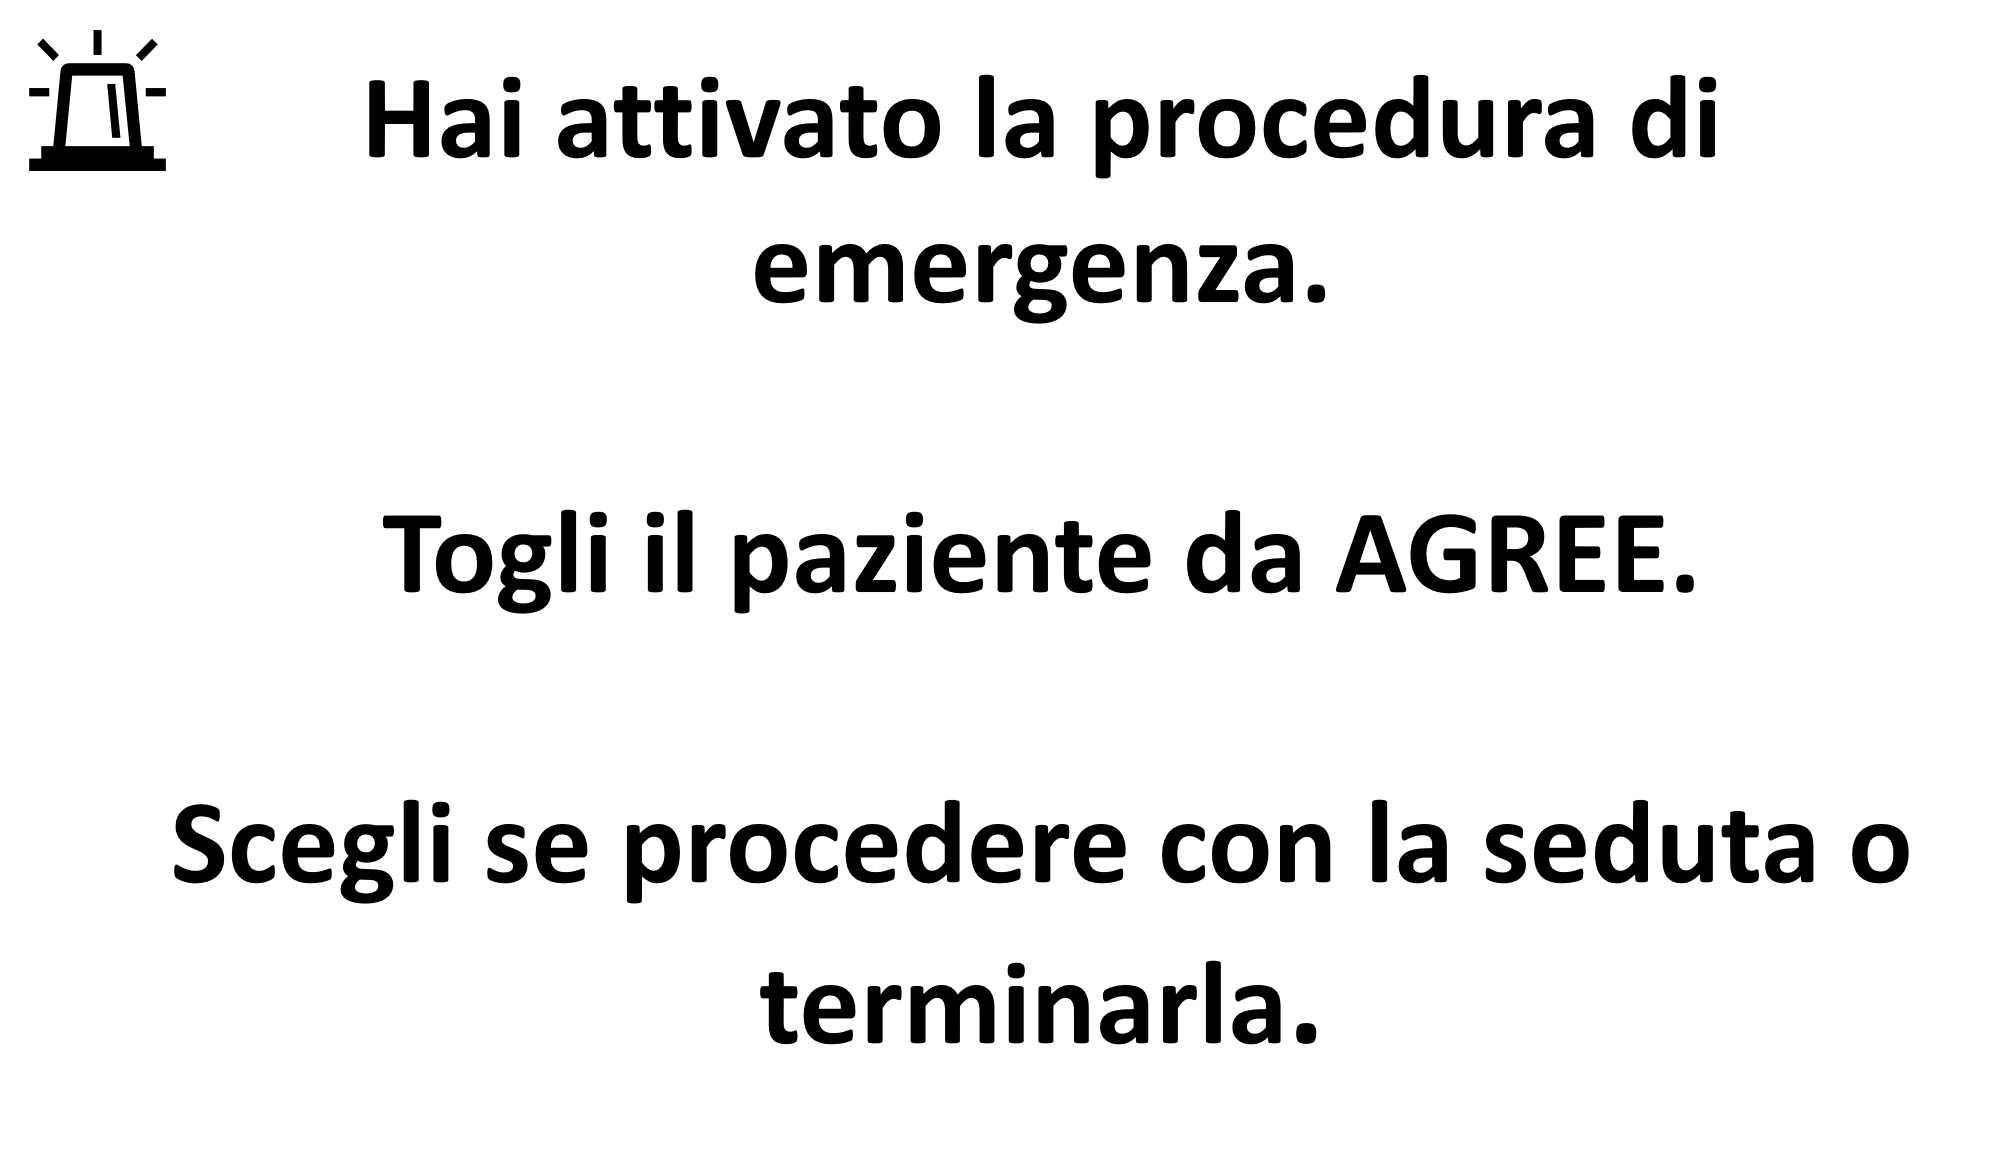 Hai attivato la procedura di
emergenza.
Togli il paziente da AGREE.
Scegli se procedere con la seduta o
terminarla.